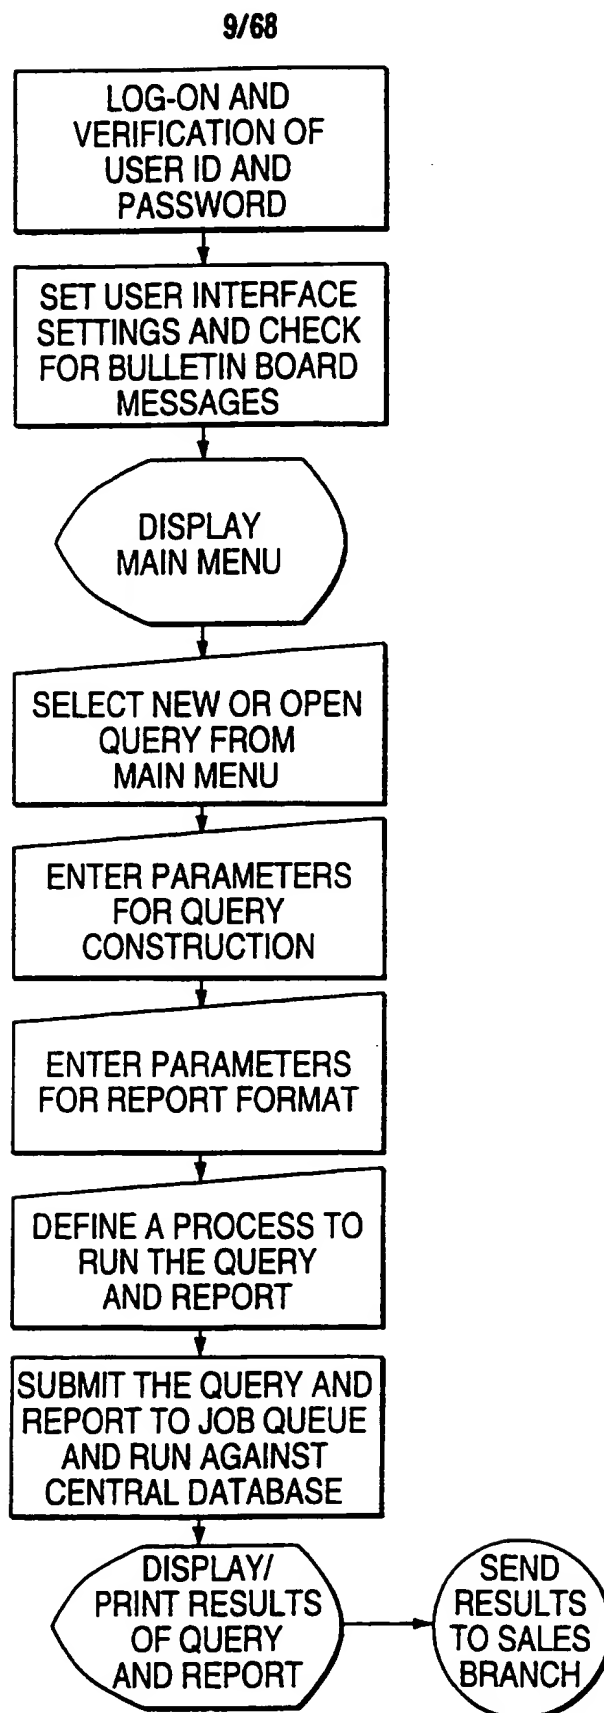 9/68
LOG-ON AND
VERIFICATION OF
USER ID AND
PASSWORD
SET USER INTERFACE
SETTINGS AND CHECK
FOR BULLETIN BOARD
MESSAGES
DISPLAY
MAIN MENU
SELECT NEW OR OPEN
QUERY FROM
MAIN MENU
ENTER PARAMETERS
FOR QUERY
CONSTRUCTION
ENTER PARAMETERS
FOR REPORT FORMAT
DEFINE A PROCESS TO
RUN THE QUERY
AND REPORT
SUBMIT THE QUERY AND
REPORT TO JOB QUEUE
AND RUN AGAINST
CENTRAL DATABASE
DISPLAY/
PRINT RESULTS
OF QUERY
AND REPORT
SEND
RESULTS
TO SALES
BRANCH